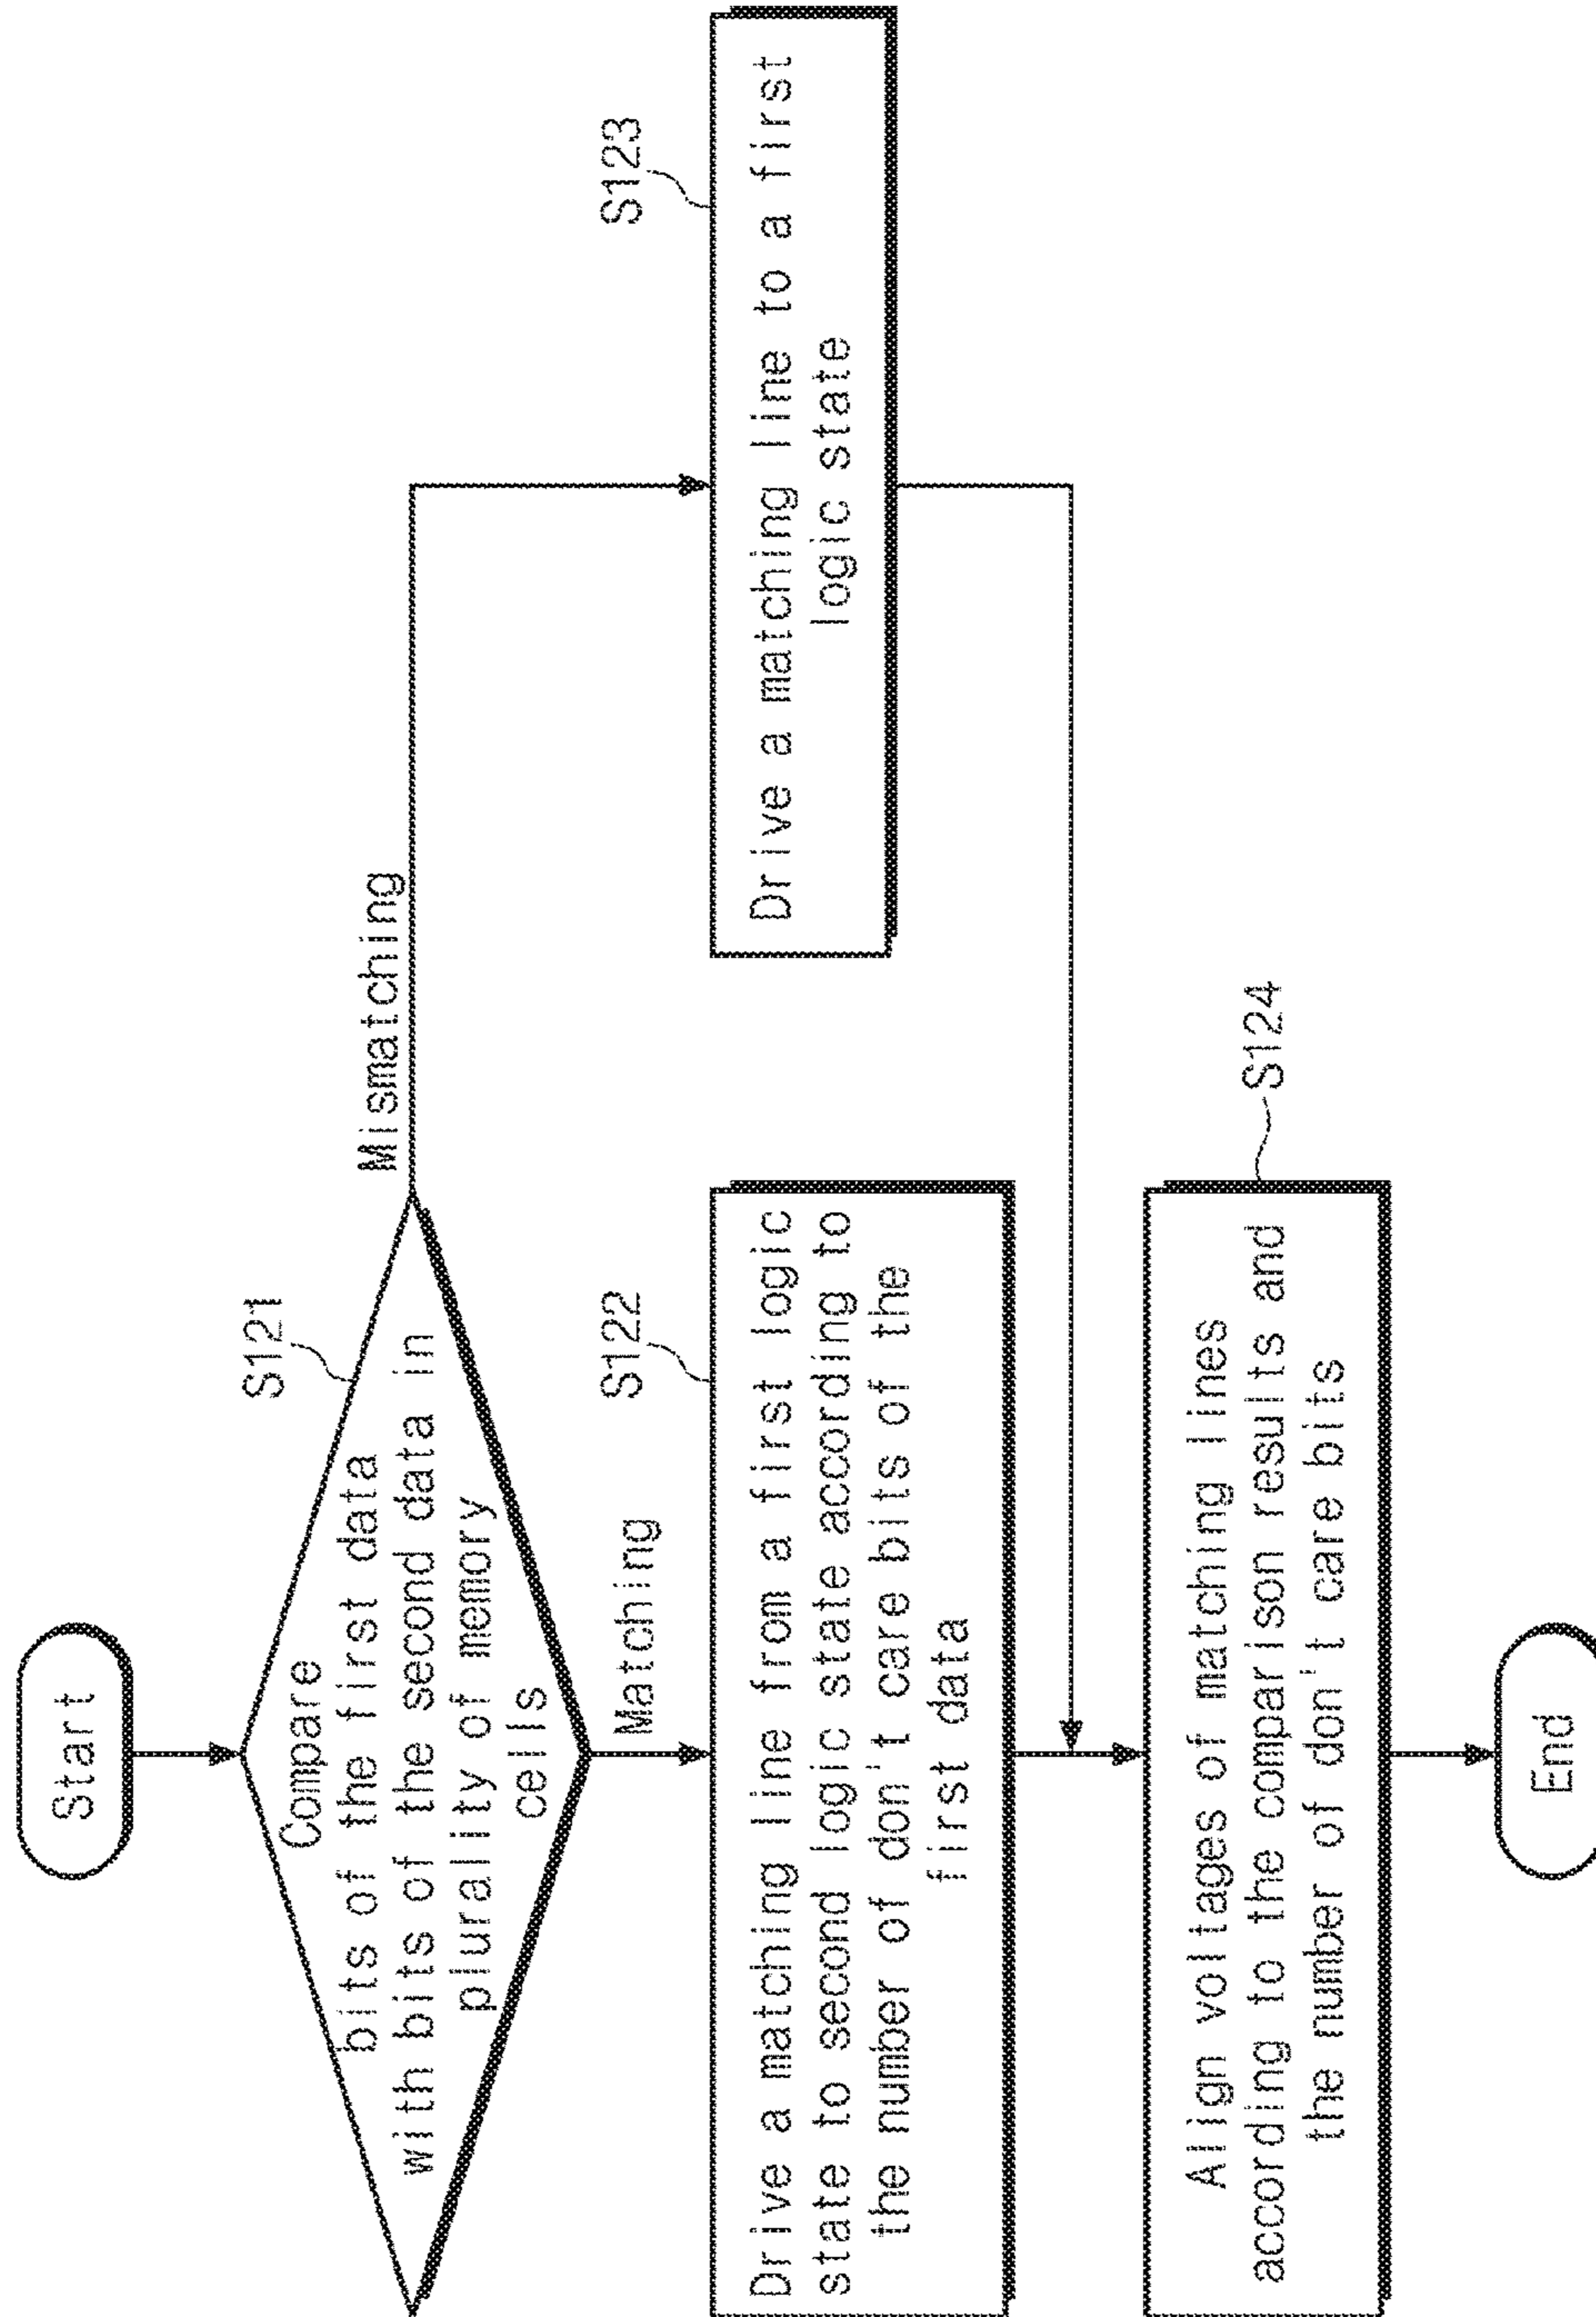 Start
S121
Compare
bits of the first data
with bits of the second data in
plurality of memory
cells
Mismatching
Matching
S122
Drive a matching line from a first logic
state to second logic state according to
the number of don't care bits of the
first data
S123
Drive a matching line to a first
logic state
S124
Align voltages of matching lines
according to the comparison results and
the number of don't care bits
End